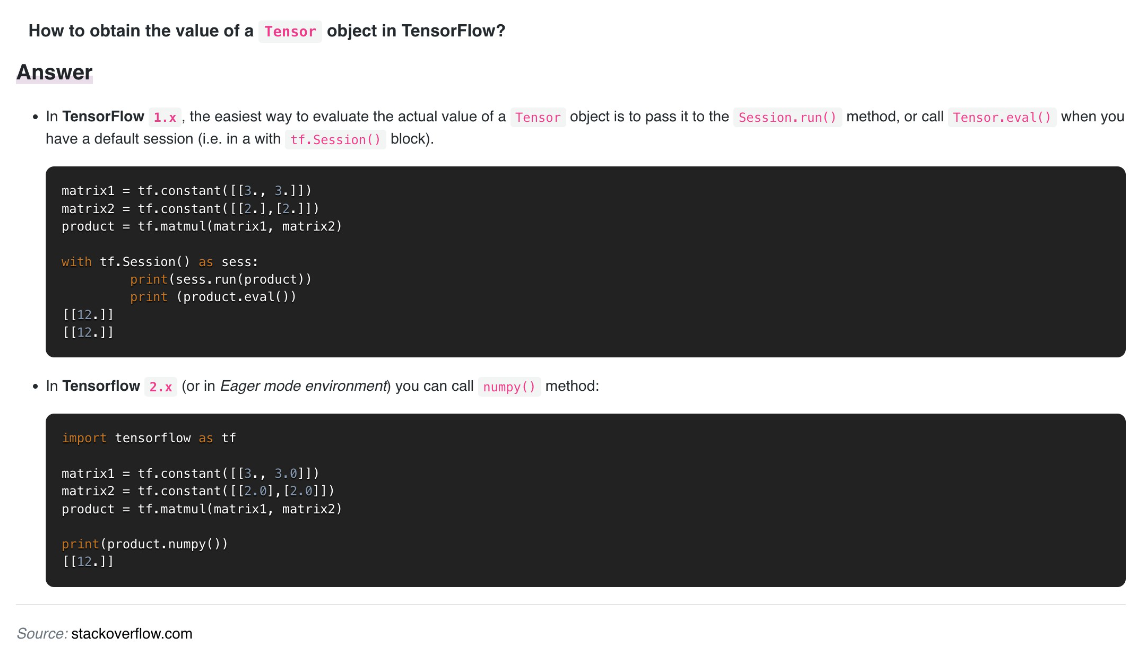 How to obtain the value of a Tensor object in TensorFlow?
Answer
• In TensorFlow 1.x , the easiest way to evaluate the actual value of a Tensor object is to pass it to the Session.run() method, or call Tensor.eval() when you
have a default session (i.e. in a with tf.Session() block).
matrix1 = tf.constant([[3., 3.]])
matrix2 = tf.constant([[2.],[2.]])
product = tf.matmul(matrix1, matrix2)
with tf.Session() as sess:
print(sess.run(product))
print (product.eval())
[[12.]]
[[12.]]
• In Tensorflow 2.x (or in Eager mode environment) you can call numpy() method:
import tensorflow as tf
matrix1 = tf.constant([[3., 3.0]])
matrix2 = tf.constant([[2.0],[2.0]])
product = tf.matmul(matrix1, matrix2)
print(product.numpy())
[[12.]]
Source: stackoverflow.com